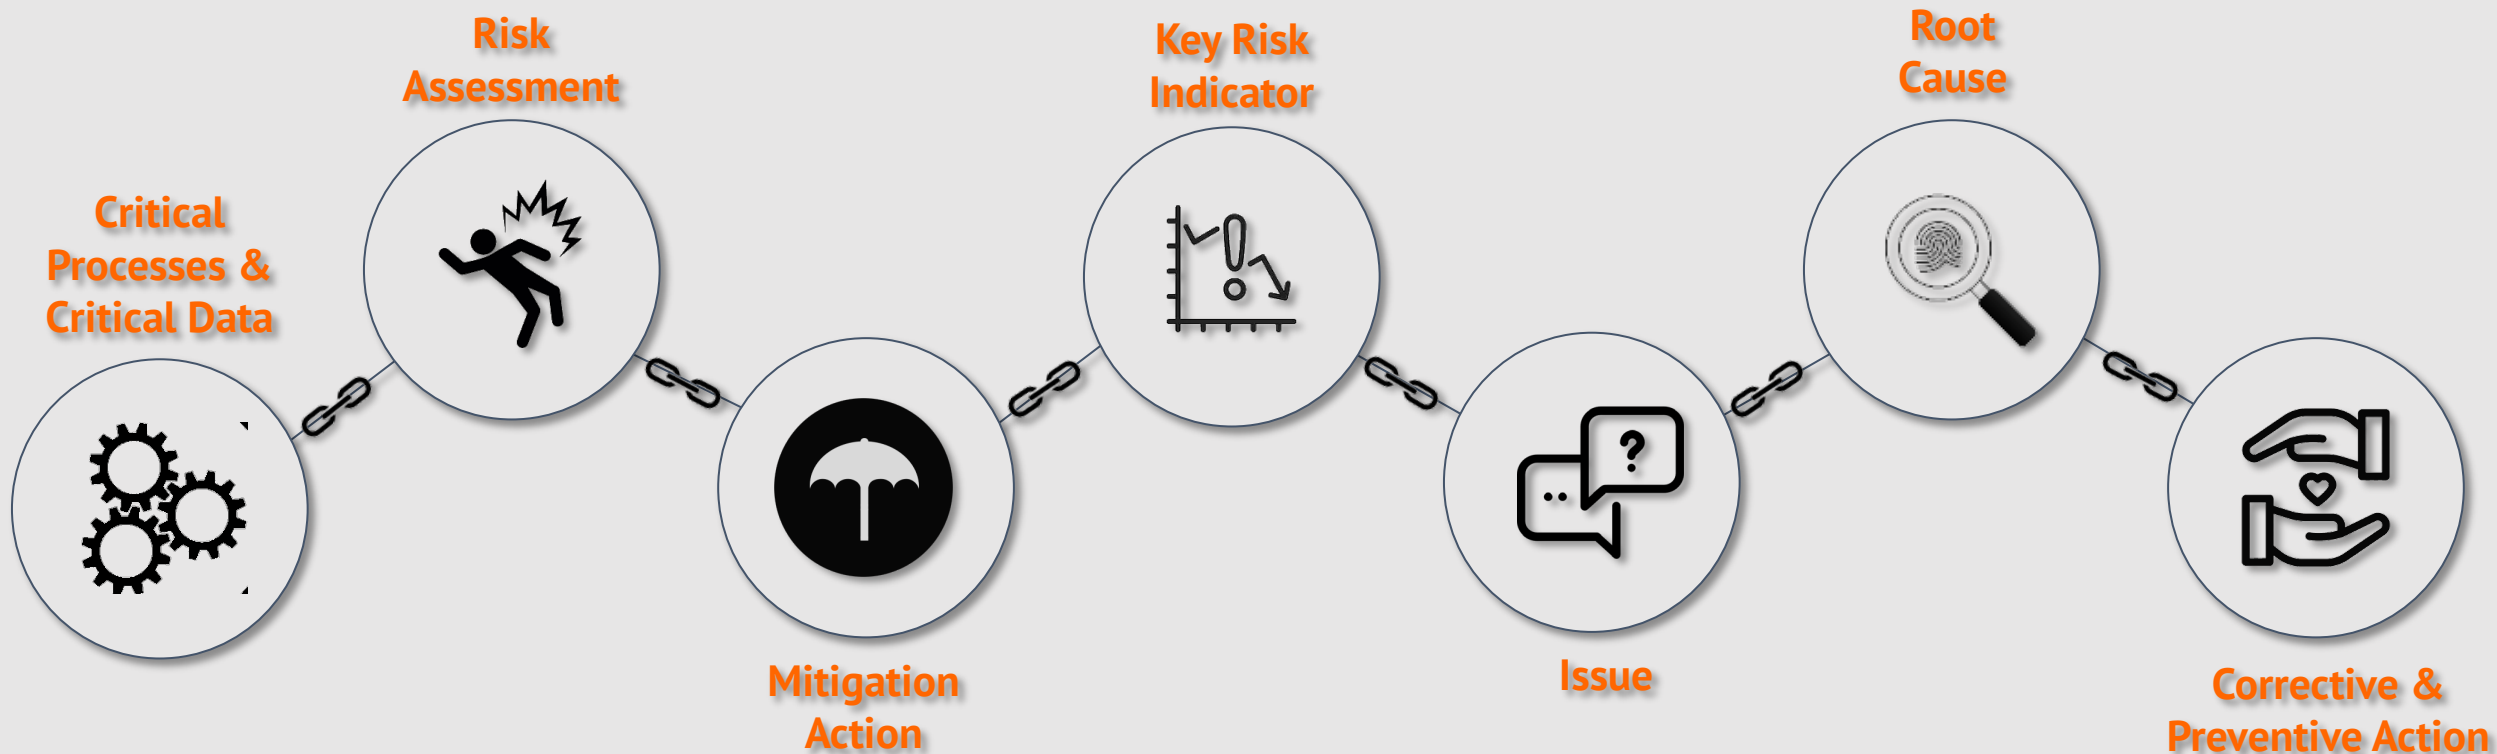 Critical
Processes &
Critical Data
Risk
Assessment
Mitigation
Action
Key Risk
Indicator
Issue
Root
Cause
Corrective &
Preventive Action